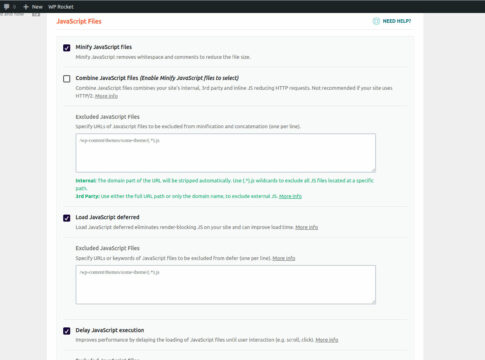 0 New WP Rocket
JavaScript Files NEED HELP?
Minify JavaScript files
Minify JavaScript removes whitespace and comments to reduce the file size.
Combine JavaScript files (Enable Minify JavaScript files to select)
Combine JavaScript files combines your site's internal, 3rd party and inline JS reducing HTTP requests. Not recommended if your site uses
HTTP/2. More info
Excluded JavaScript Files
Specify URLs of JavaScript files to be excluded from minification and concatenation (one per line).
/wp-content/themes/some-theme/(.*).js
Internal: The domain part of the URL will be stripped automatically. Use (.*).js wildcards to exclude all JS files located at a specific
path.
3rd Party: Use either the full URL path or only the domain name, to exclude external JS. More info
Load JavaScript deferred
Load JavaScript deferred eliminates render-blocking JS on your site and can improve load time. More info
Excluded JavaScript Files
Specify URLs or keywords of JavaScript files to be excluded from defer (one per line). More info
/wp-content/themes/some-theme/(.*).js
Delay JavaScript execution
Improves performance by delaying the loading of JavaScript files until user interaction (e.g. scroll, click). More info